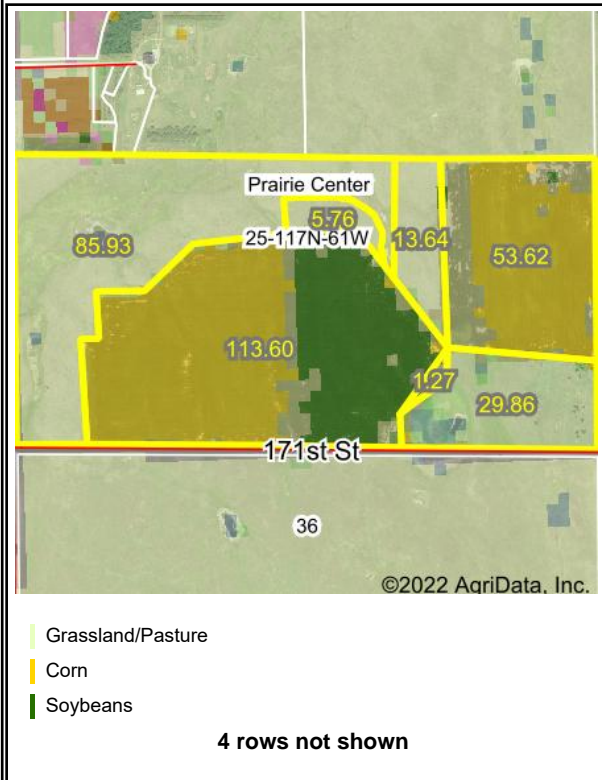 Prairie Center
5.76
25-117N-61W
85.93
13.64
53.62
113.60
1.27
29.86
171st St
36
©2022 AgriData, Inc.
Grassland/Pasture
Corn
Soybeans
4 rows not shown